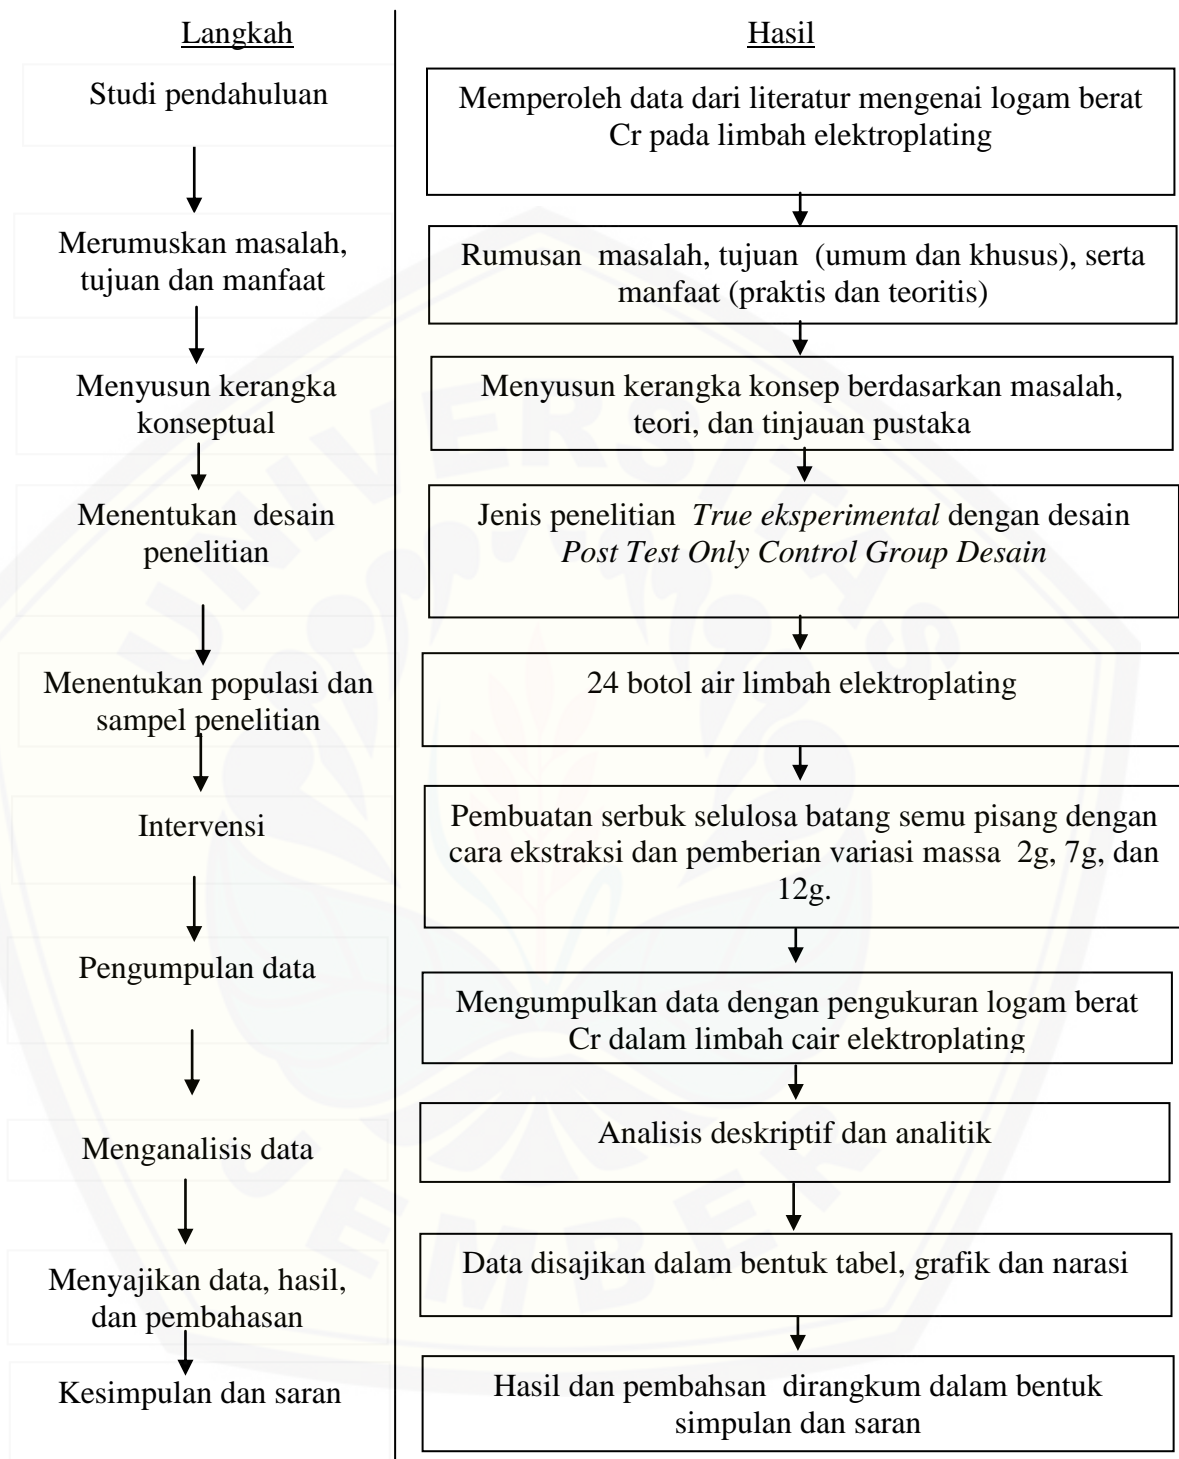 Langkah
Hasil
Studi pendahuluan
Memperoleh data dari literatur mengenai logam berat
Cr pada limbah elektroplating
Merumuskan masalah,
tujuan dan manfaat
Rumusan masalah, tujuan (umum dan khusus), serta
manfaat (praktis dan teoritis)
Menyusun kerangka
konseptual
Menyusun kerangka konsep berdasarkan masalah,
teori, dan tinjauan pustaka
Menentukan desain
penelitian
Jenis penelitian True eksperimental dengan desain
Post Test Only Control Group Desain
Menentukan populasi dan
sampel penelitian
24 botol air limbah elektroplating
Intervensi
Pembuatan serbuk selulosa batang semu pisang dengan
cara ekstraksi dan pemberian variasi massa 2g, 7g, dan
12g.
Pengumpulan data
Mengumpulkan data dengan pengukuran logam berat
Cr dalam limbah cair elektroplating
Menganalisis data
Analisis deskriptif dan analitik
Menyajikan data, hasil,
dan pembahasan
Data disajikan dalam bentuk tabel, grafik dan narasi
Kesimpulan dan saran
Hasil dan pembahsan dirangkum dalam bentuk
simpulan dan saran
UNIVERSITAS
JEMBER